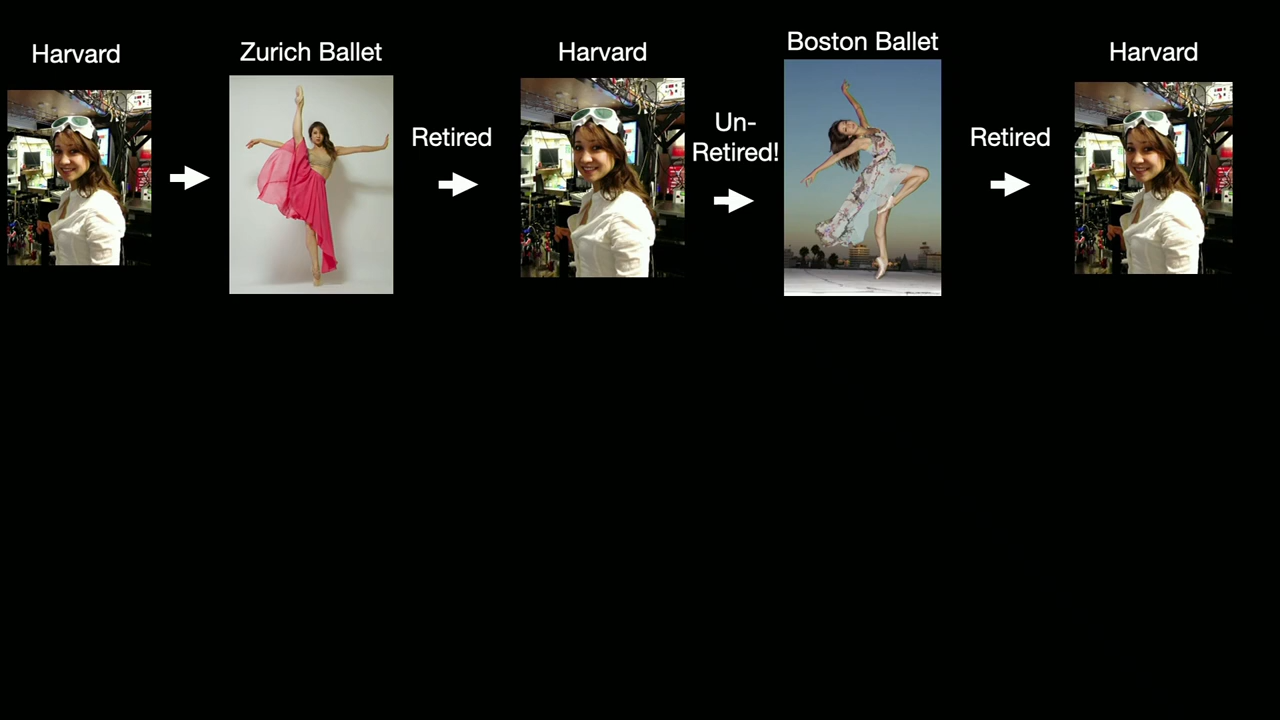 Harvard
Zurich Ballet
Retired
Harvard
Un-
Retired!
Boston Ballet
Retired
Harvard